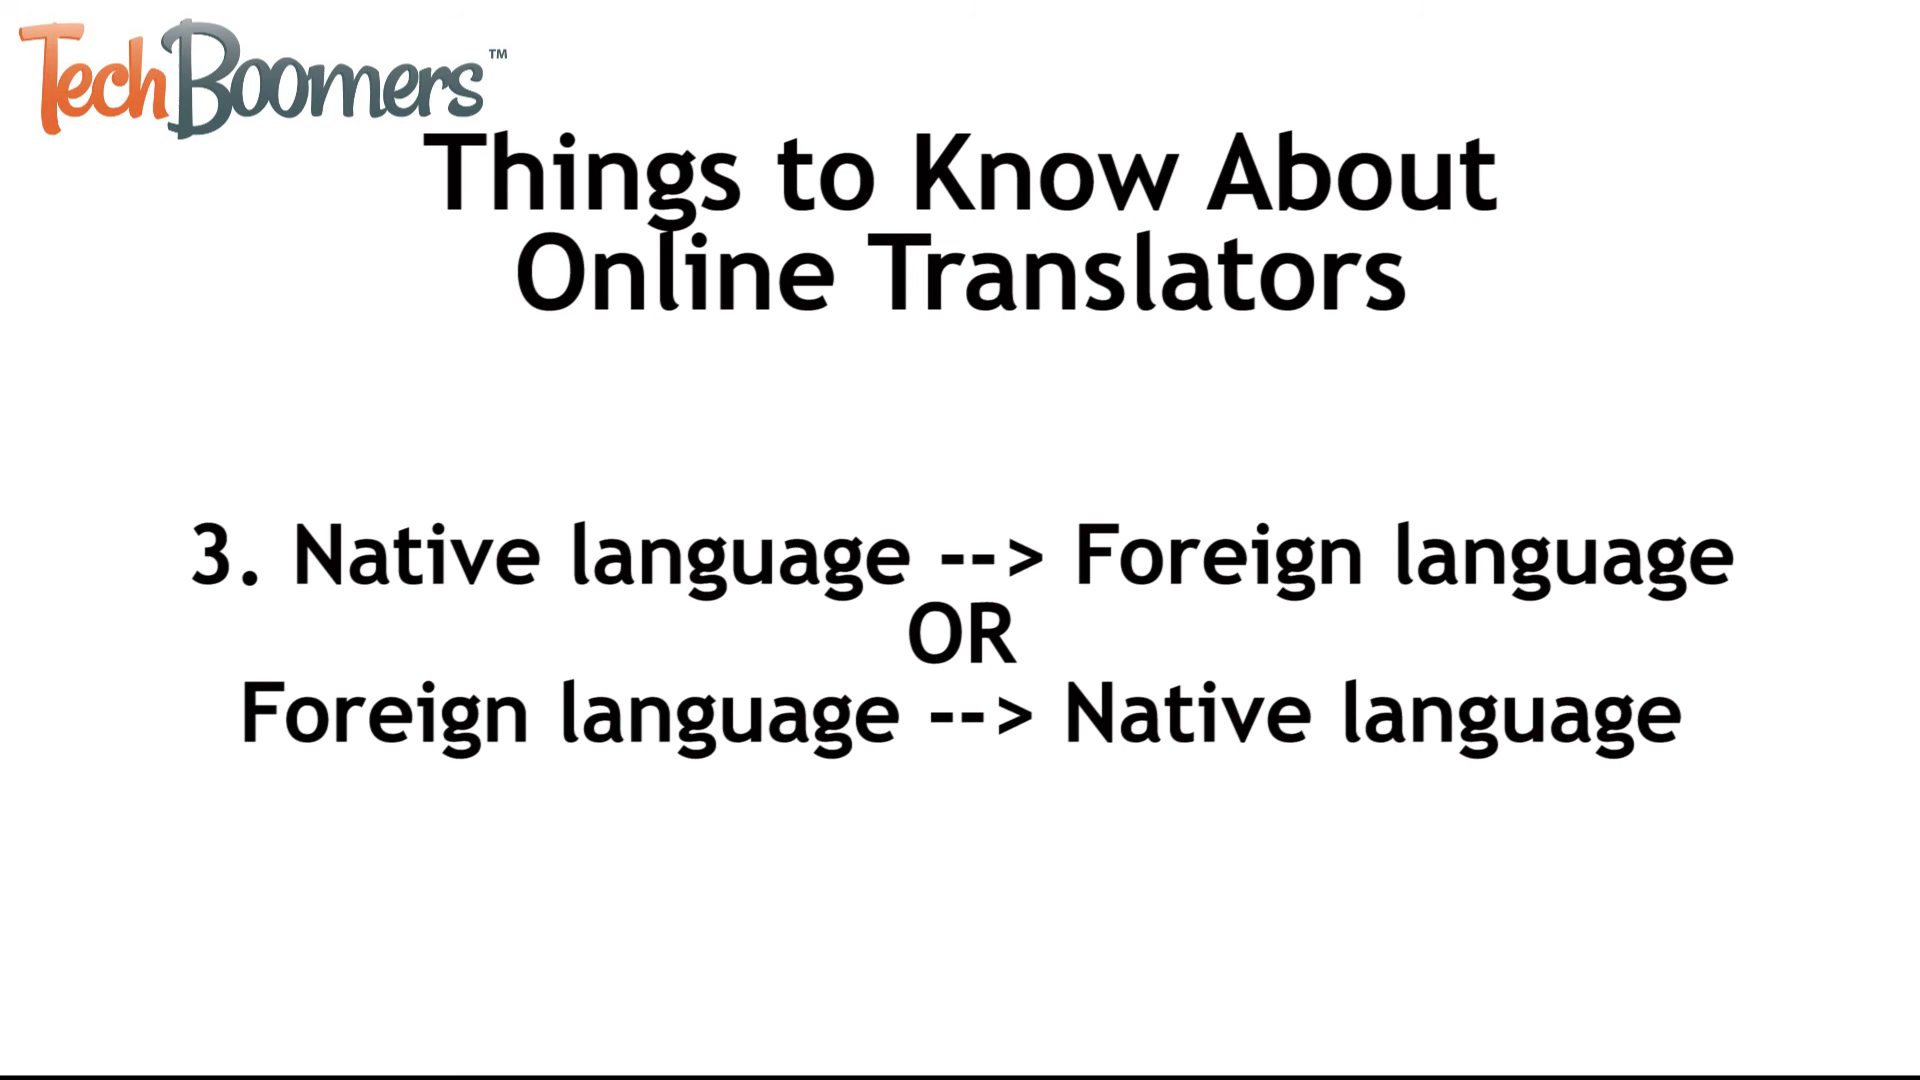 TechBoomers™
Things to Know About
Online Translators
3. Native language --> Foreign language
OR
Foreign language --> Native language